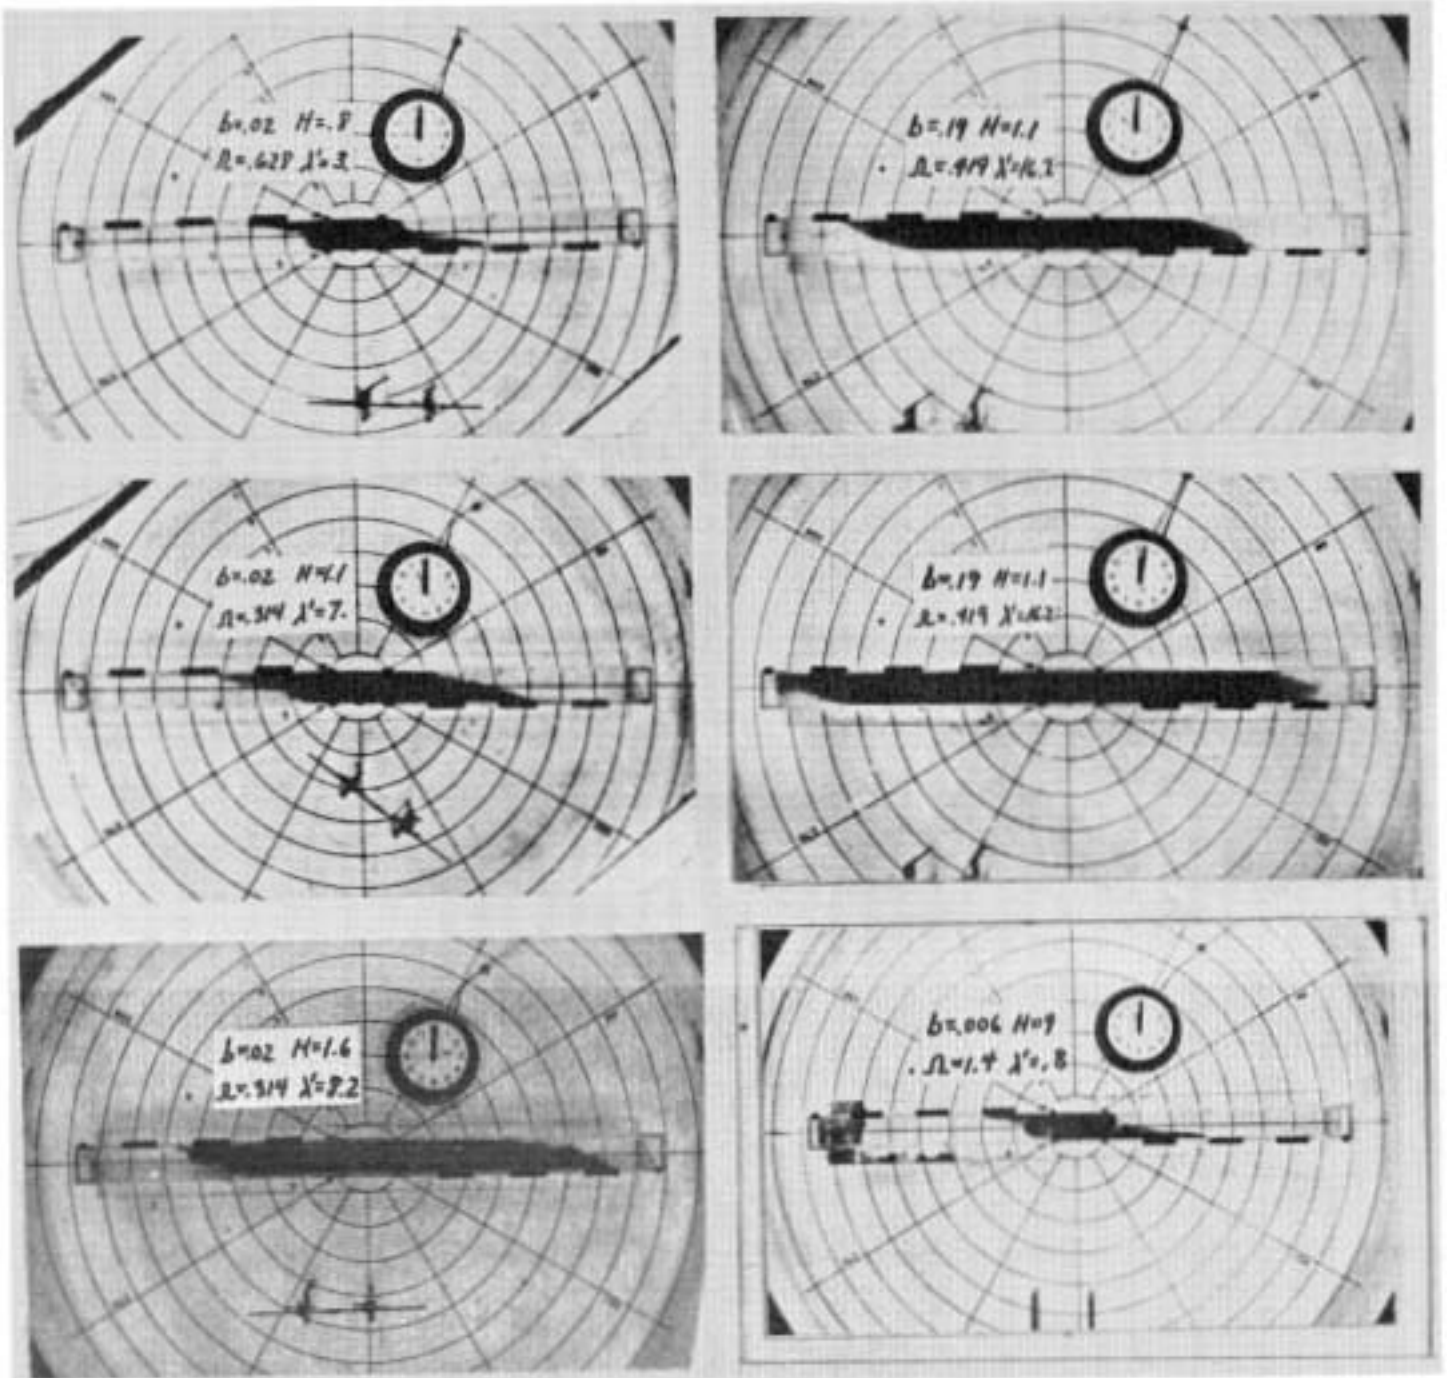 b=.02 H=.8
Ω=.628 λ'=3.
b=.19 H=1.1
Ω=.419 λ'=16.2
b=.02 H=1.1
Ω=.314 λ'=7.
b=.19 H=1.1
Ω=.419 λ'=16.2
b=.02 H=1.6
Ω=.314 λ'=8.2
b=.006 H=9
Ω=1.4 λ'=.8